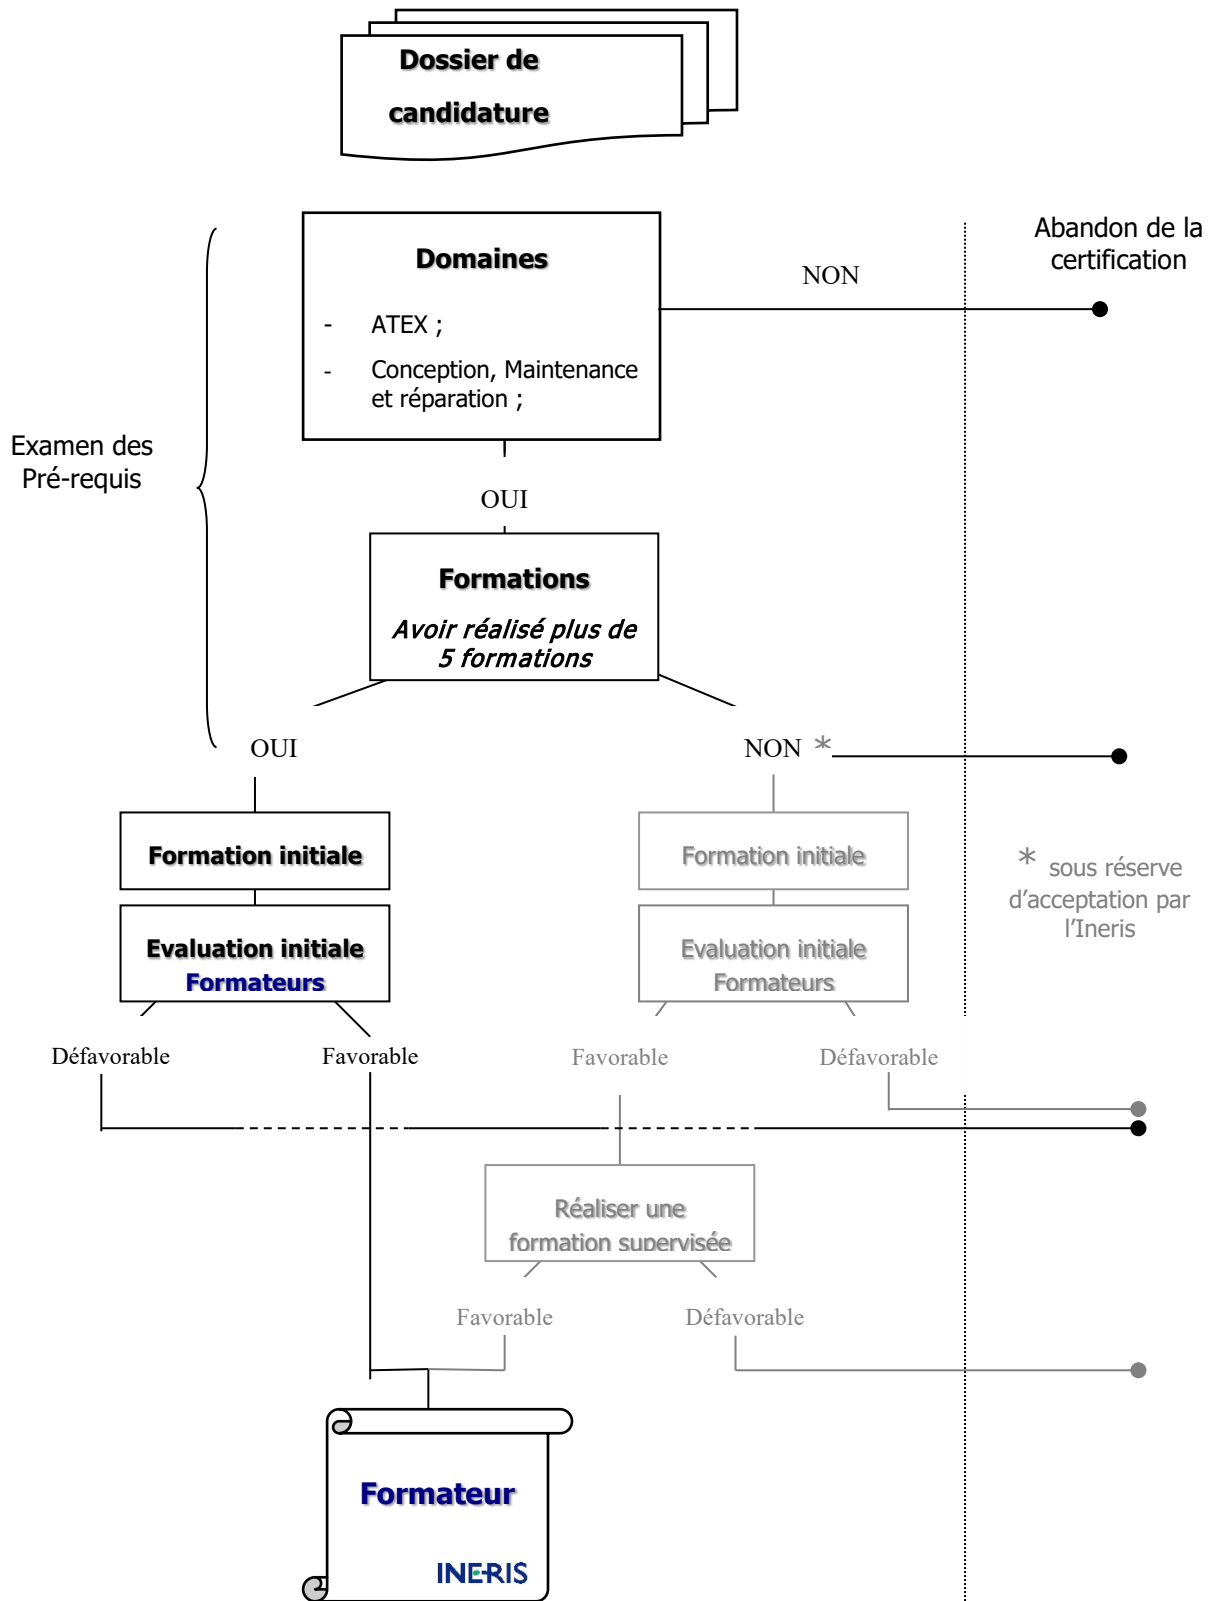 Dossier de
candidature
Abandon de la
certification
Domaines
NON
- ATEX ;
- Conception, Maintenance
et réparation ;
Examen des
Pré-requis
OUI
Formations
Avoir réalisé plus de
5 formations
OUI
NON *
Formation initiale
Formation initiale
* sous réserve
d'acceptation par
l'Ineris
Evaluation initiale
Formateurs
Evaluation initiale
Formateurs
Défavorable
Favorable
Favorable
Défavorable
Réaliser une
formation supervisée
Favorable
Défavorable
Formateur
INERIS